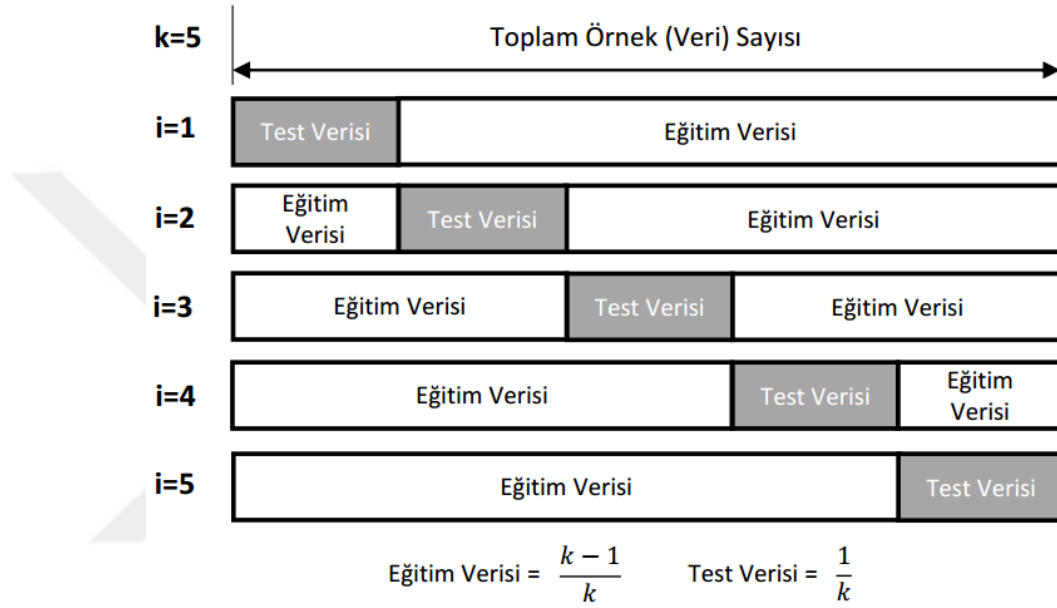 k=5 Toplam Örnek (Veri) Sayısı
i=1 Test Verisi Eğitim Verisi
i=2 Eğitim Verisi Test Verisi Eğitim Verisi
i=3 Eğitim Verisi Test Verisi Eğitim Verisi
i=4 Eğitim Verisi Test Verisi Eğitim Verisi
i=5 Eğitim Verisi Test Verisi
Eğitim Verisi = (k − 1)/k Test Verisi = 1/k